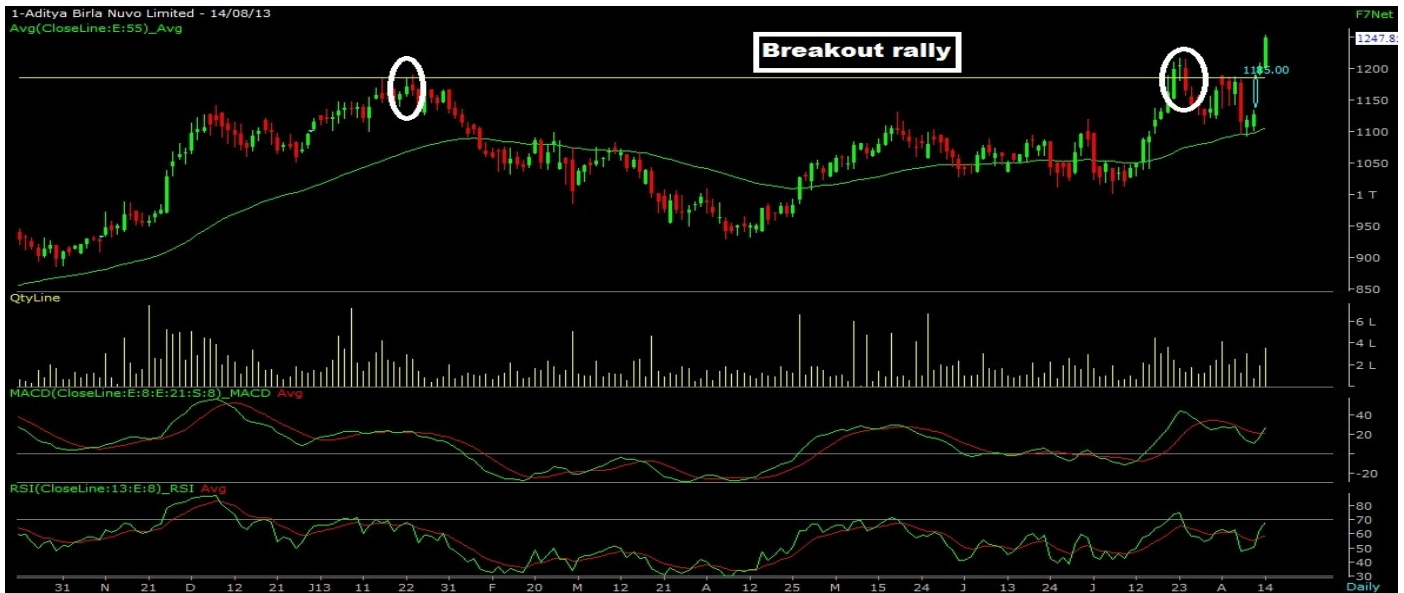 1-Aditya Birla Nuvo Limited - 14/08/13
F7Net
Avg(CloseLine:E:55)_Avg
Breakout rally
1247.8
1200
1185.00
1150
1100
1050
1 T
950
900
850
QtyLine
6 L
4 L
2 L
MACD(CloseLine:E:8:E:21:S:8)_MACD Avg
40
20
-20
RSI(CloseLine:13:E:8)_RSI Avg
80
70
60
50
40
30
31 N 21 D 12 21 J13 11 22 31 F 20 M 12 21 A 12 25 M 15 24 J 13 24 J 12 23 A 14 Daily